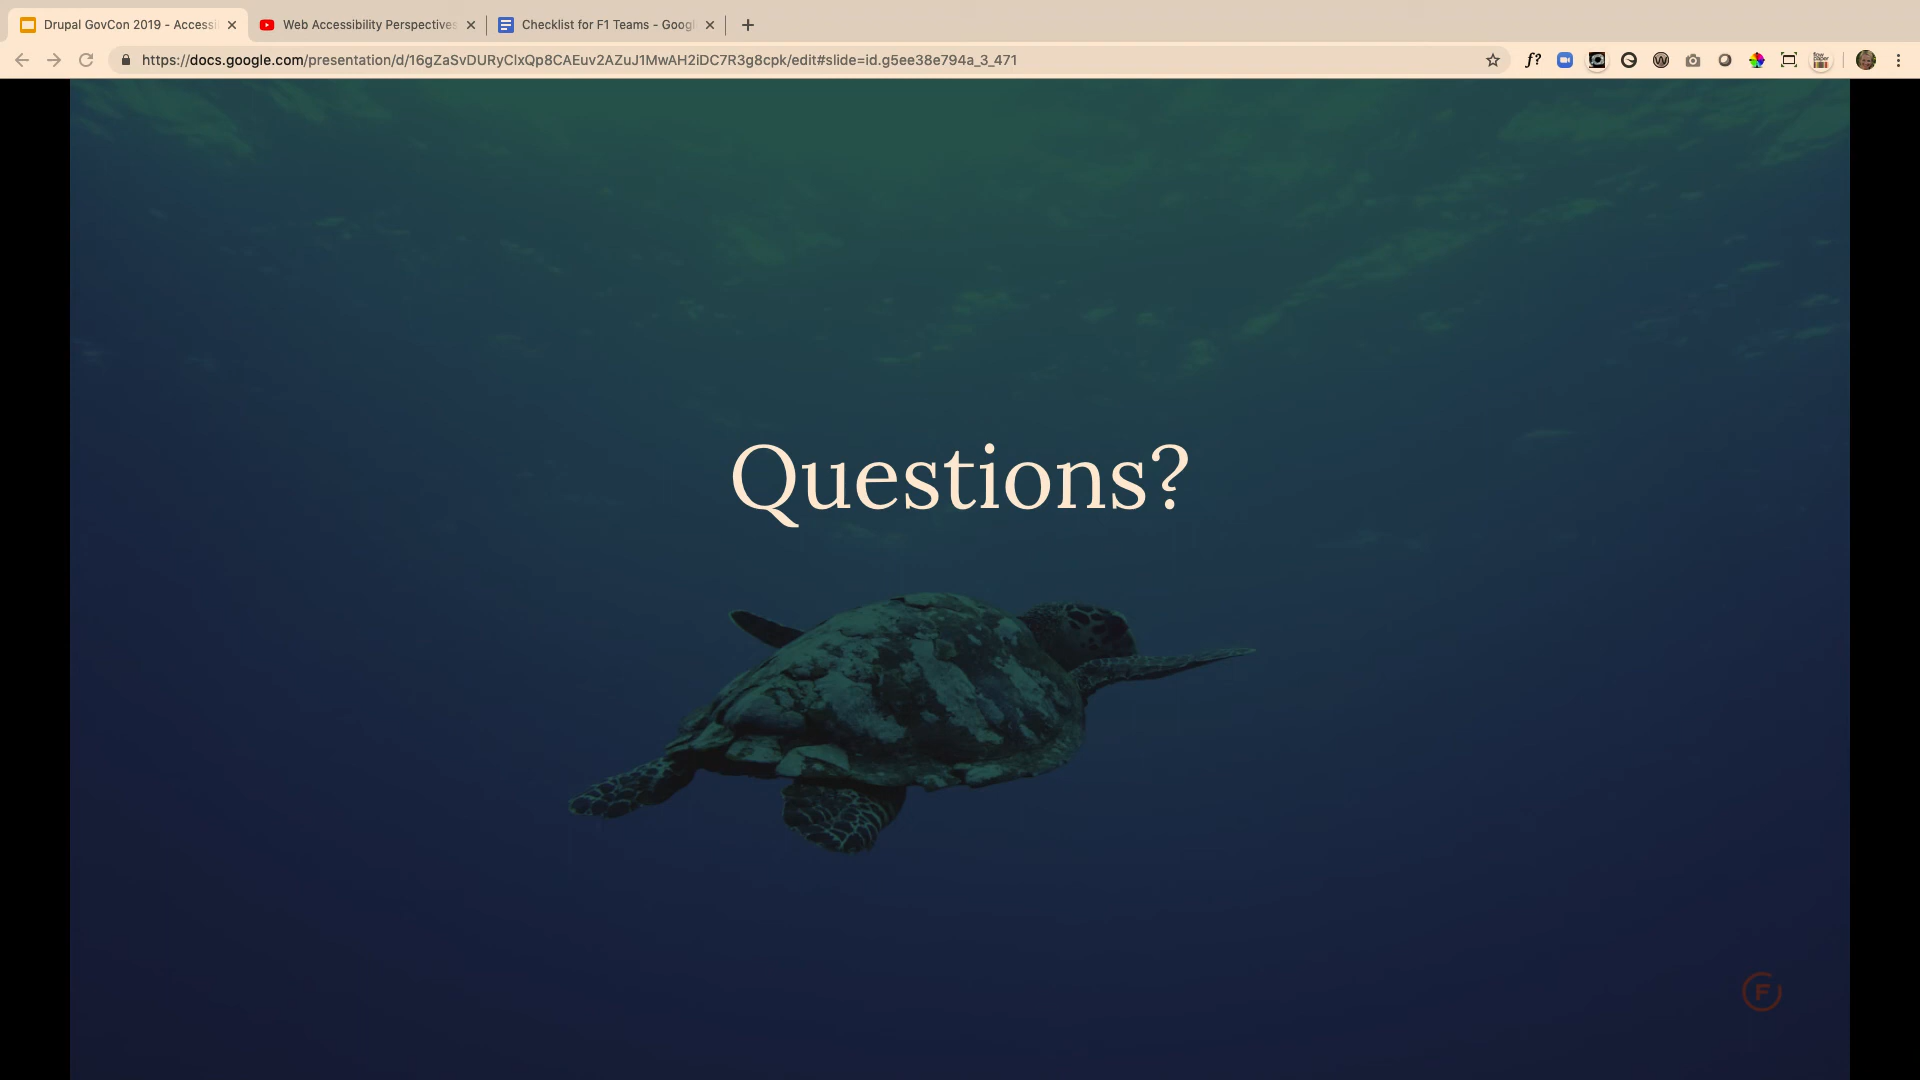 Drupal GovCon 2019 - Accessi
Web Accessibility Perspectives
Checklist for F1 Teams - Googl
https://docs.google.com/presentation/d/16gZaSvDURyClxQp8CAEuv2AZuJ1MwAH2iDC7R3g8cpk/edit#slide=id.g5ee38e794a_3_471
f?
Questions?
F